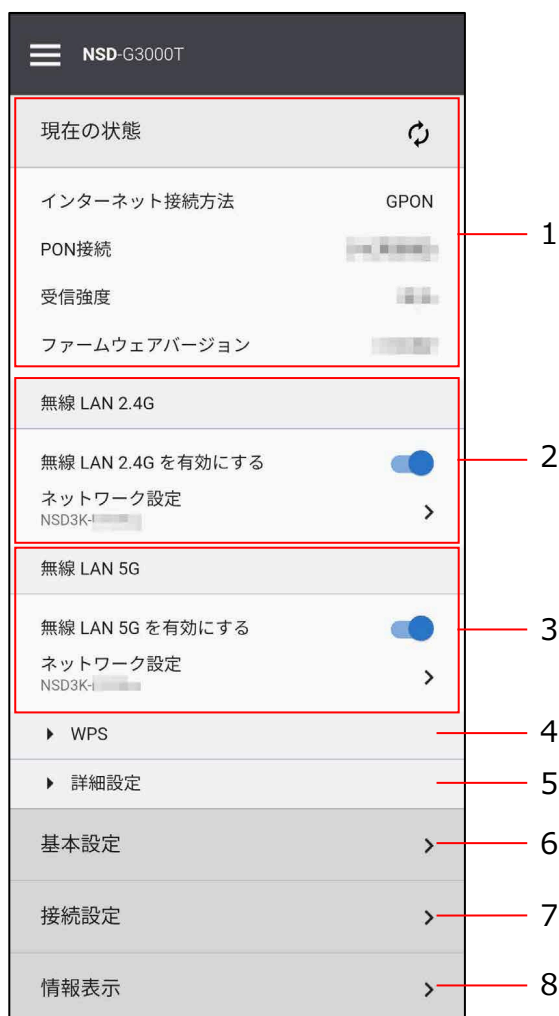 NSD-G3000T
現在の状態
インターネット接続方法 GPON
PON接続
1
受信強度
ファームウェアバージョン
無線 LAN 2.4G
無線 LAN 2.4G を有効にする
2
ネットワーク設定
NSD3K-
無線 LAN 5G
無線 LAN 5G を有効にする
3
ネットワーク設定
NSD3K-
WPS
4
詳細設定
5
基本設定
6
接続設定
7
情報表示
8